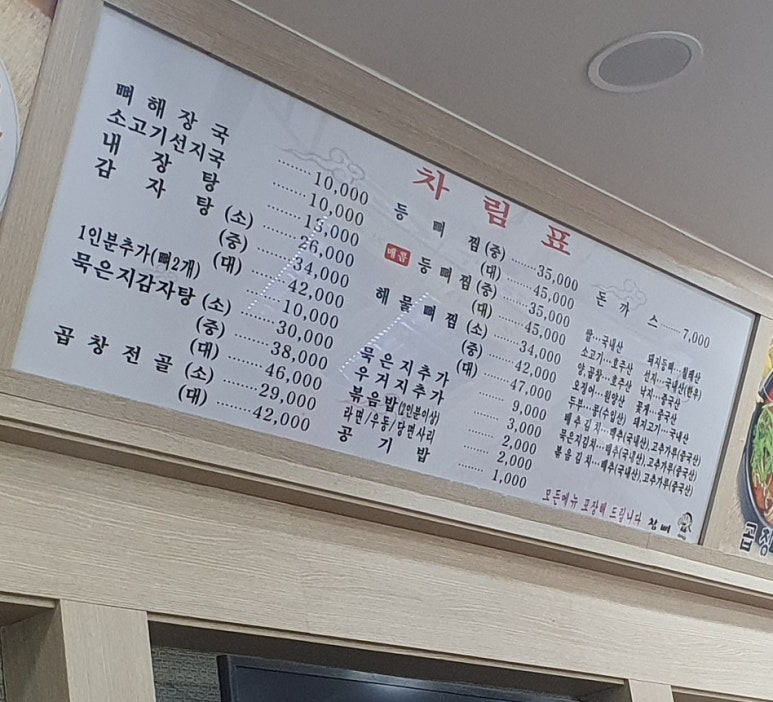 차림표
뼈해장국 ········ 10,000
소고기선지국 ········ 10,000
내장탕 ········ 13,000
감자탕 (소) ········ 26,000
(중) ········ 34,000
(대) ········ 42,000
1인분추가(뼈2개) ········ 10,000
묵은지감자탕 (소) ········ 30,000
(중) ········ 38,000
(대) ········ 46,000
곱창전골 (소) ········ 29,000
(대) ········ 42,000
등뼈찜 (중) ········ 35,000
(대) ········ 45,000
매콤 등뼈찜 (중) ········ 35,000
(대) ········ 45,000
해물뼈찜 (소) ········ 34,000
(중) ········ 42,000
(대) ········ 47,000
묵은지추가 ········ 9,000
우거지추가 ········ 3,000
볶음밥(2인분이상) ········ 2,000
라면/우동/당면사리 ········ 2,000
공기밥 ········ 1,000
돈까스 ······ 7,000
쌀···국내산 돼지등뼈···
소고기···호주산 선지···국내산(한우)
양,곱창···호주산 낙지···중국산
오징어···원양산 꽃게···중국산
두부···콩(수입산) 돼지고기···국내산
배추김치···배추(국내산),고추가루(중국산)
묵은지김치···배추(국내산),고추가루(중국산)
볶음김치···배추(국내산),고추가루(중국산)
모든메뉴 포장해 드립니다
참뼈
곱창